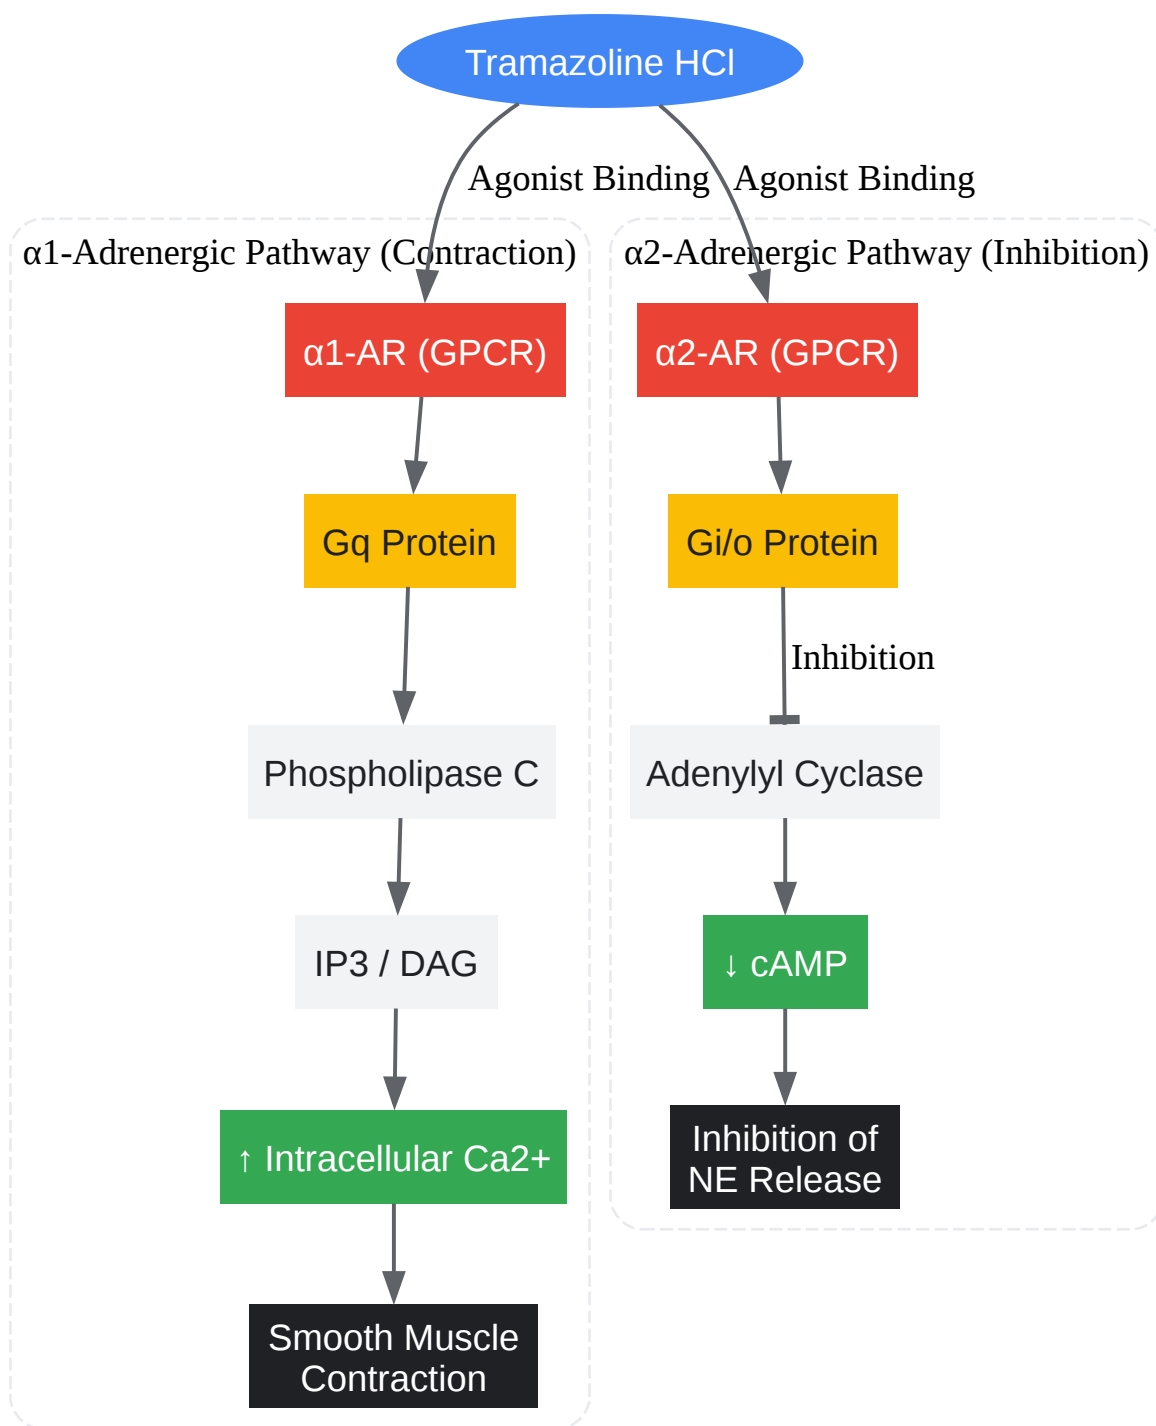 Tramazoline HCl
Agonist Binding
Agonist Binding
α1-Adrenergic Pathway (Contraction)
α1-AR (GPCR)
Gq Protein
Phospholipase C
IP3 / DAG
↑ Intracellular Ca2+
Smooth Muscle
Contraction
α2-Adrenergic Pathway (Inhibition)
α2-AR (GPCR)
Gi/o Protein
Inhibition
Adenylyl Cyclase
↓ cAMP
Inhibition of
NE Release